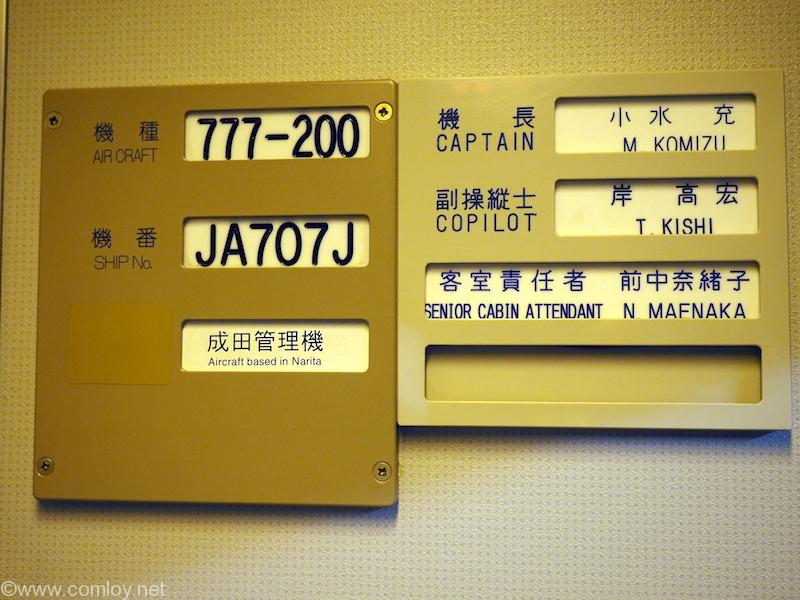 機種
AIR CRAFT
777-200
機番
SHIP No.
JA707J
成田管理機
Aircraft based in Narita
機長
CAPTAIN
小水 充
M. KOMIZU
副操縦士
COPILOT
岸 高宏
T. KISHI
客室責任者 前中奈緒子
SENIOR CABIN ATTENDANT N. MAENAKA
©www.comloy.net